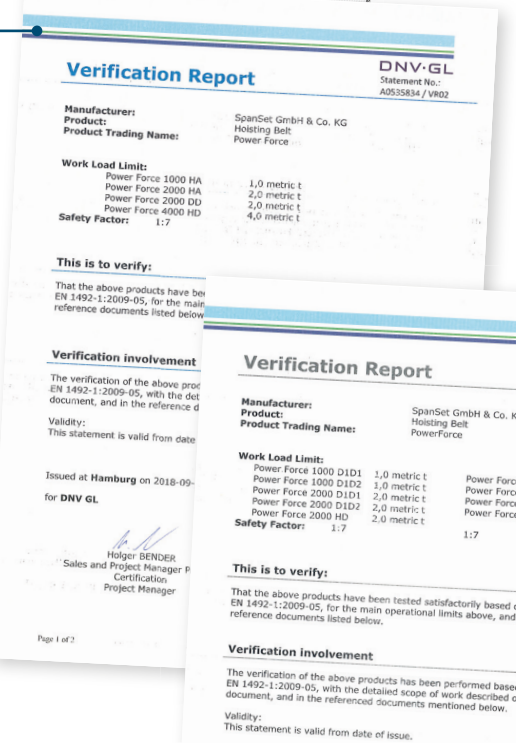 DNV·GL
Verification Report
Statement No.:
A0535834 / VR02
Manufacturer: SpanSet GmbH & Co. KG
Product: Hoisting Belt
Product Trading Name: Power Force
Work Load Limit:
Power Force 1000 HA 1,0 metric t
Power Force 2000 HA 2,0 metric t
Power Force 2000 DD 2,0 metric t
Power Force 4000 HD 4,0 metric t
Safety Factor: 1:7
This is to verify:
That the above products have
EN 1492-1:2009-05, for the main
reference documents listed below
Verification involvement
The verification of the above
EN 1492-1:2009-05, with the
document, and in the reference
Validity:
This statement is valid from date
Issued at Hamburg on 2018-09-
for DNV GL
Holger BENDER
Sales and Project Manager
Certification
Project Manager
Page 1 of 2
Verification Report
Manufacturer: SpanSet GmbH & Co.
Product: Hoisting Belt
Product Trading Name: PowerForce
Work Load Limit:
Power Force 1000 D1D1 1,0 metric t Power
Power Force 1000 D1D2 1,0 metric t Power
Power Force 2000 D1D1 2,0 metric t Power
Power Force 2000 D1D2 2,0 metric t Power
Power Force 2000 HD 2,0 metric t
Safety Factor: 1:7 1:7
This is to verify:
That the above products have been tested satisfactorily based
EN 1492-1:2009-05, for the main operational limits above, and
reference documents listed below.
Verification involvement
The verification of the above products has been performed based
EN 1492-1:2009-05, with the detailed scope of work described
document, and in the referenced documents mentioned below.
Validity:
This statement is valid from date of issue.